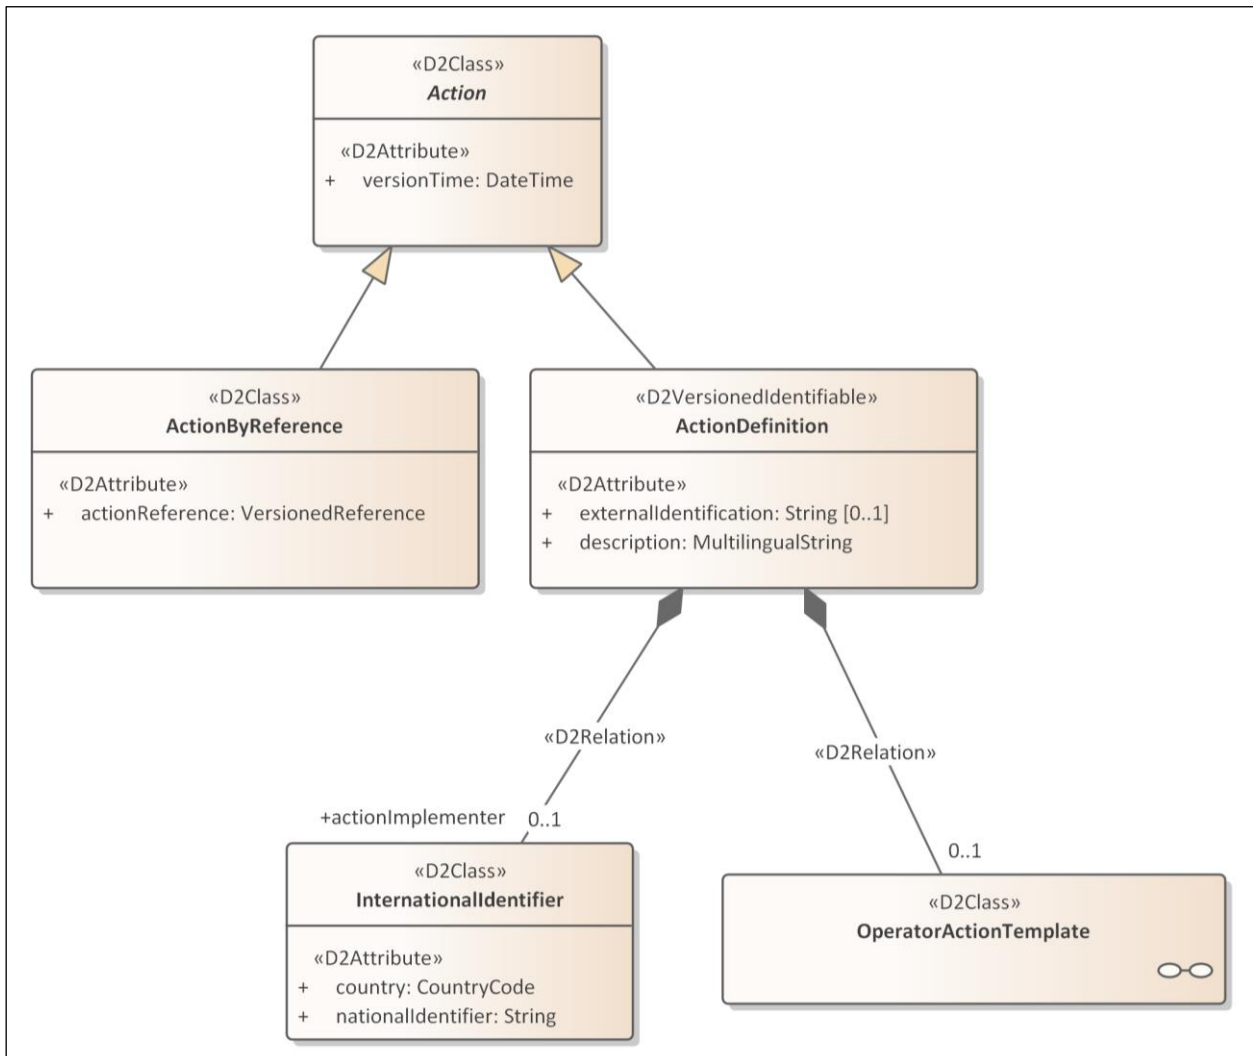 «D2Class»
Action
«D2Attribute»
+ versionTime: DateTime
«D2Class»
ActionByReference
«D2Attribute»
+ actionReference: VersionedReference
«D2VersionedIdentifiable»
ActionDefinition
«D2Attribute»
+ externalIdentification: String [0..1]
+ description: MultilingualString
«D2Relation»
«D2Relation»
+actionImplementer 0..1
0..1
«D2Class»
InternationalIdentifier
«D2Attribute»
+ country: CountryCode
+ nationalIdentifier: String
«D2Class»
OperatorActionTemplate